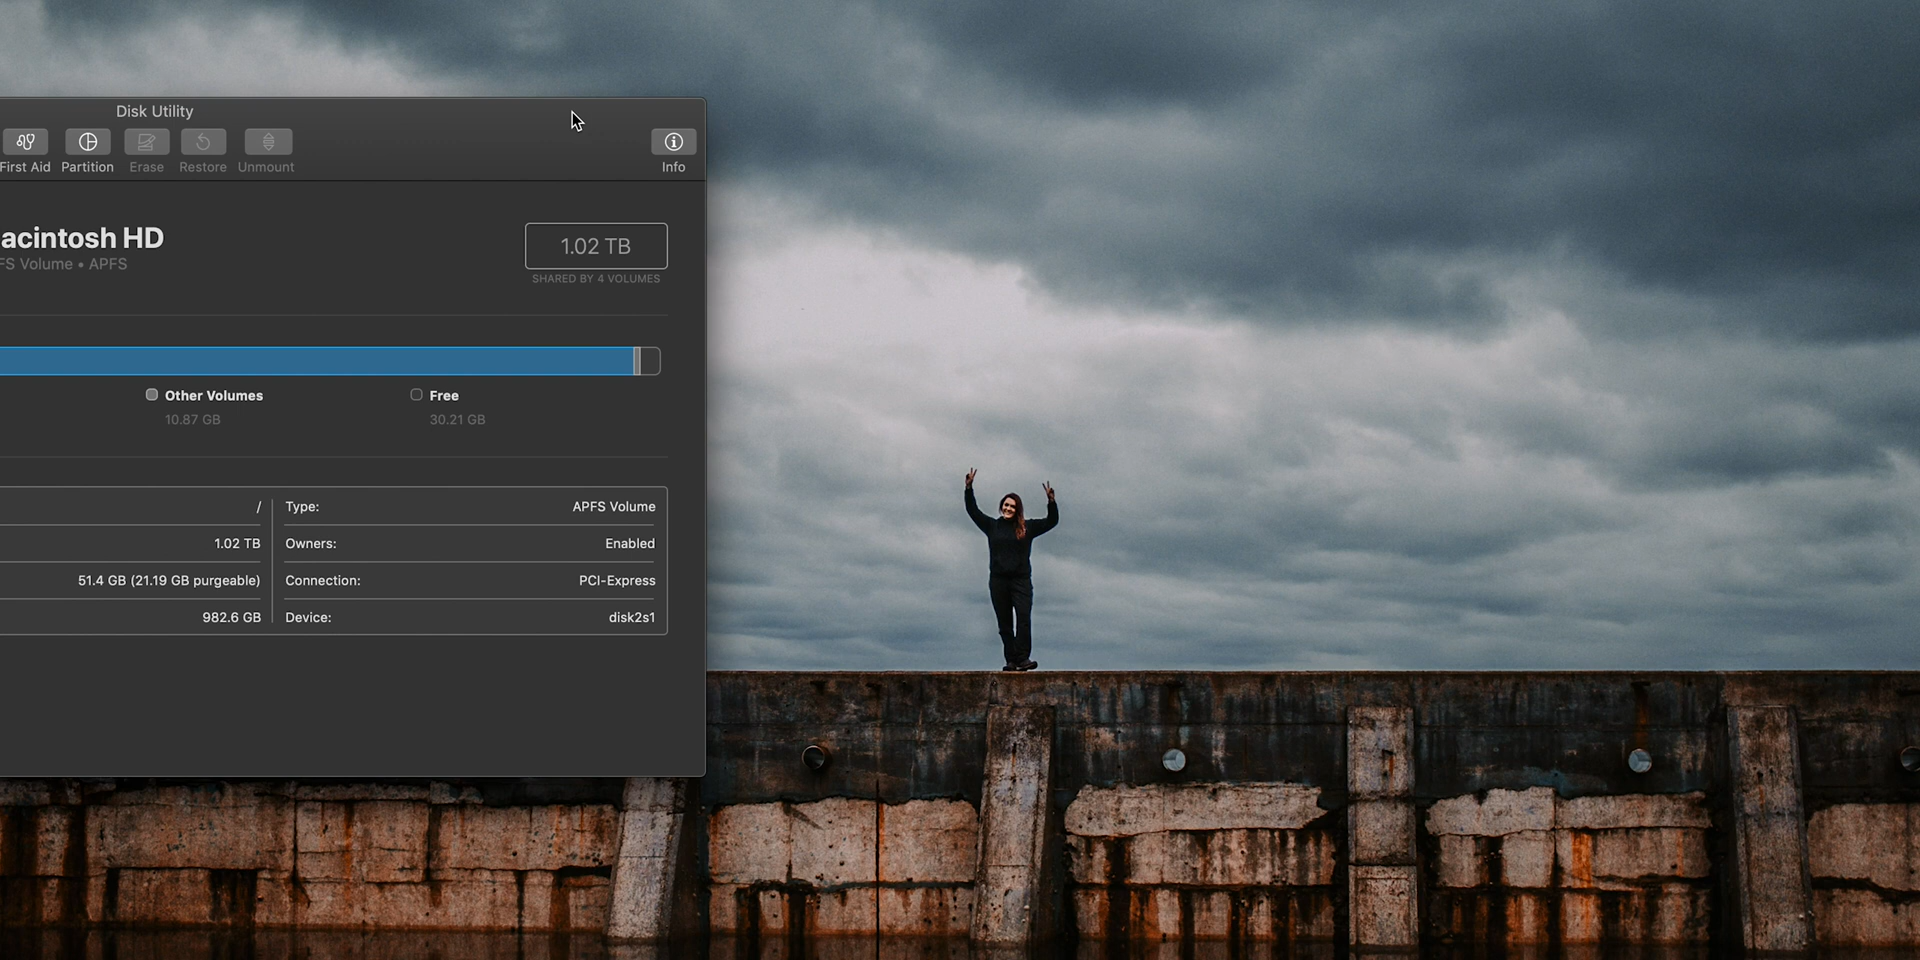 Disk Utility
First Aid Partition Erase Restore Unmount Info
acintosh HD
FS Volume • APFS
1.02 TB
SHARED BY 4 VOLUMES
Other Volumes Free
10.87 GB 30.21 GB
/ Type: APFS Volume
1.02 TB Owners: Enabled
51.4 GB (21.19 GB purgeable) Connection: PCI-Express
982.6 GB Device: disk2s1